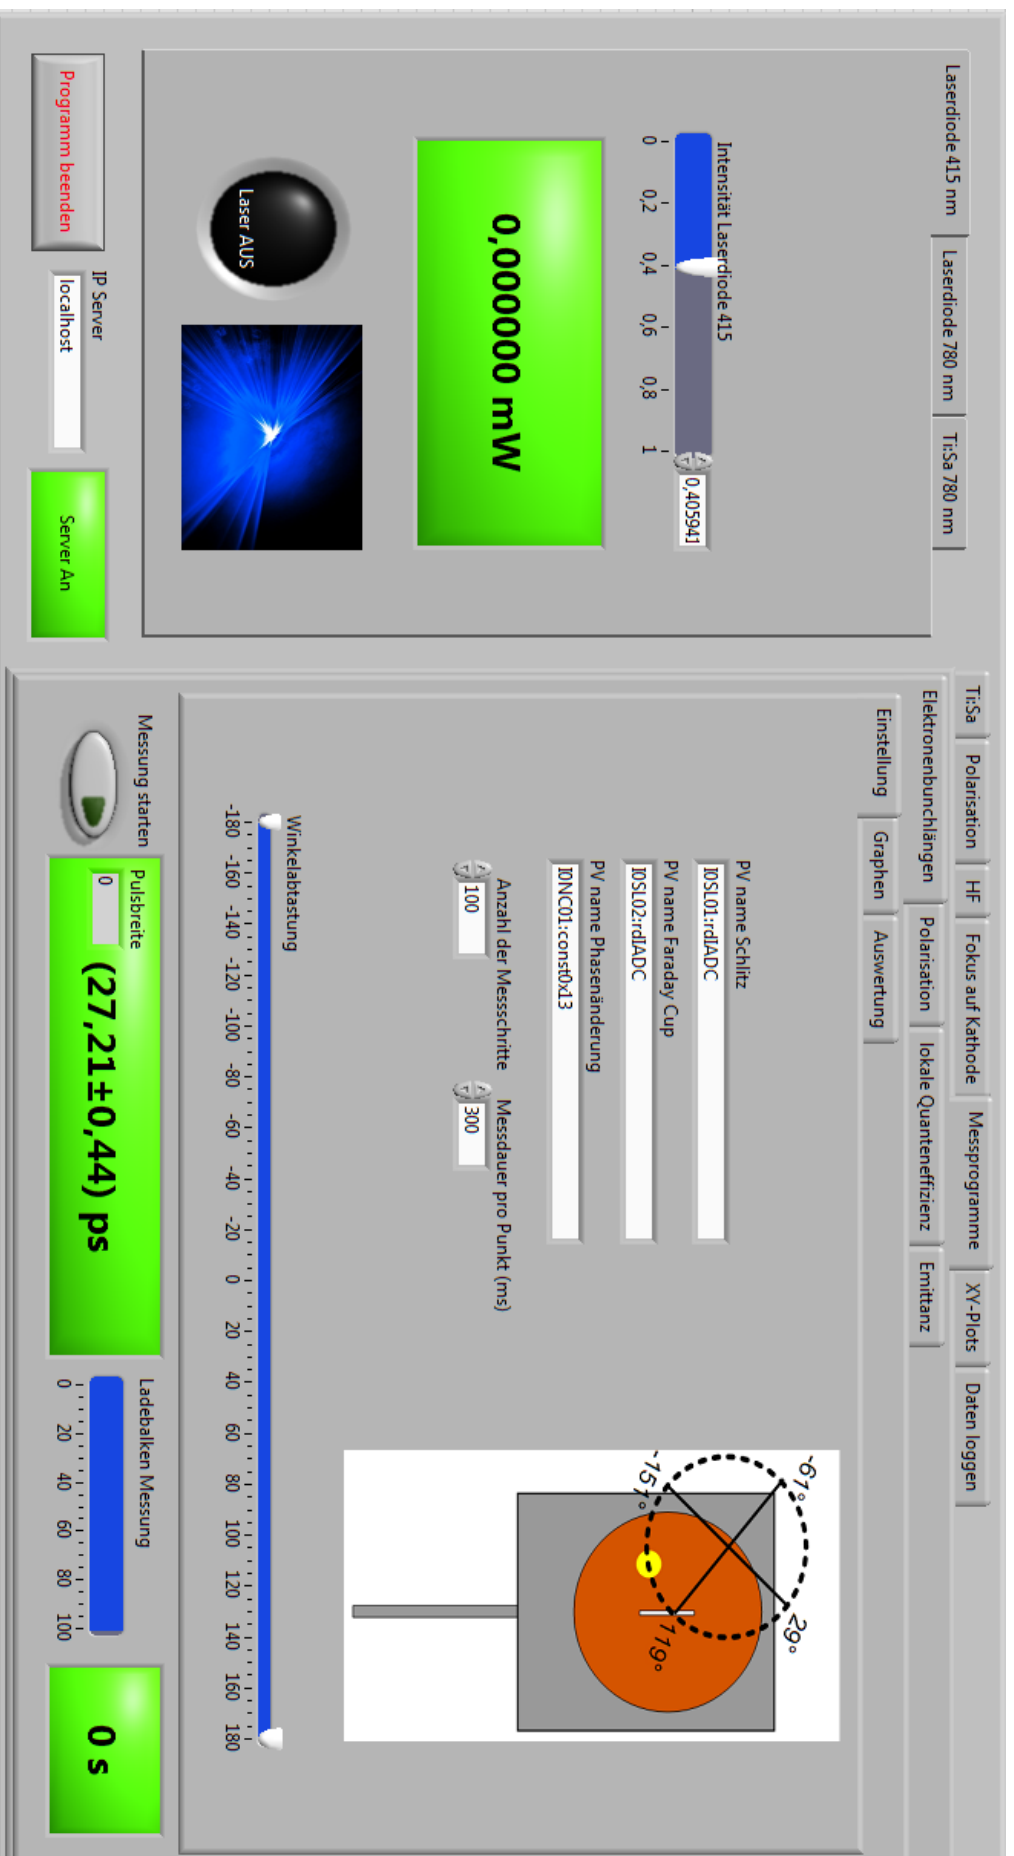 Laserdiode 415 nm
Laserdiode 780 nm
Ti:Sa 780 nm
Intensität Laserdiode 415
0 0,2 0,4 0,6 0,8 1
0,405941
0,000000 mW
Laser AUS
Programm beenden
IP Server
localhost
Server An
Ti:Sa
Polarisation
HF
Fokus auf Kathode
Messprogramme
XY-Plots
Daten loggen
Elektronenbunchlängen
Polarisation
lokale Quanteneffizienz
Emittanz
Einstellung
Graphen
Auswertung
PV name Schlitz
I0SL01:rdIADC
PV name Faraday Cup
I0SL02:rdIADC
PV name Phasenänderung
I0NC01:const0x13
Anzahl der Messschritte
100
Messdauer pro Punkt (ms)
300
-61°
29°
-151°
119°
Winkelabtastung
-180 -160 -140 -120 -100 -80 -60 -40 -20 0 20 40 60 80 100 120 140 160 180
Messung starten
Pulsbreite
0
(27,21±0,44) ps
Ladebalken Messung
0 20 40 60 80 100
0 s